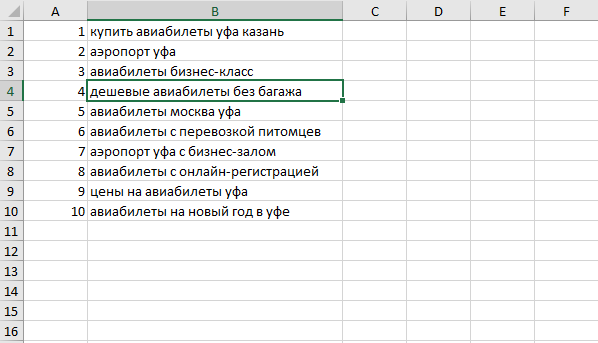 A B C D E F
1 1 купить авиабилеты уфа казань
2 2 аэропорт уфа
3 3 авиабилеты бизнес-класс
4 4 дешевые авиабилеты без багажа
5 5 авиабилеты москва уфа
6 6 авиабилеты с перевозкой питомцев
7 7 аэропорт уфа с бизнес-залом
8 8 авиабилеты с онлайн-регистрацией
9 9 цены на авиабилеты уфа
10 10 авиабилеты на новый год в уфе
11
12
13
14
15
16